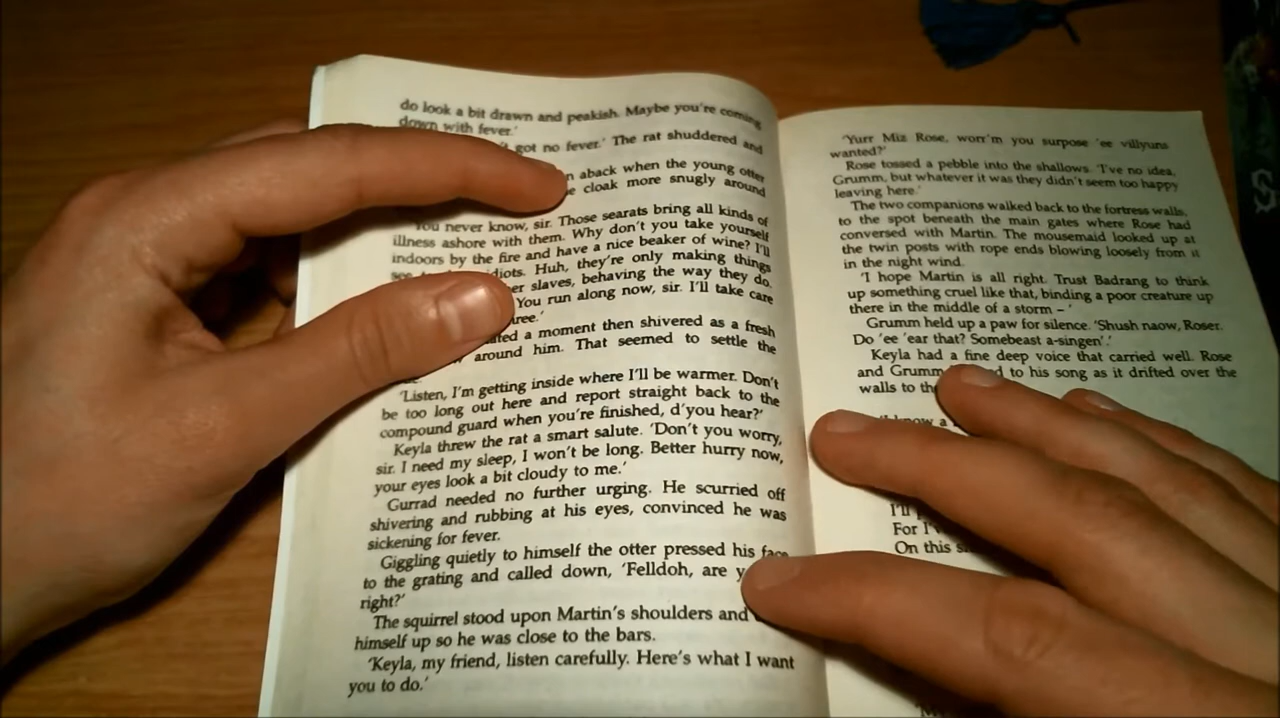 do look a bit drawn and peakish. Maybe you're coming
down with fever.'
got no fever.' The rat shuddered and
aback when the young otter
cloak more snugly around
You never know, sir. Those searats bring all kinds of
illness ashore with them. Why don't you take yourself
indoors by the fire and have a nice beaker of wine? I'll
idiots. Huh, they're only making things
slaves, behaving the way they do.
You run along now, sir. I'll take care
a moment then shivered as a fresh
around him. That seemed to settle the
'Listen, I'm getting inside where I'll be warmer. Don't
be too long out here and report straight back to the
compound guard when you're finished, d'you hear?'
Keyla threw the rat a smart salute. 'Don't you worry,
sir. I need my sleep, I won't be long. Better hurry now,
your eyes look a bit cloudy to me.'
Gurrad needed no further urging. He scurried off
shivering and rubbing at his eyes, convinced he was
sickening for fever.
Giggling quietly to himself the otter pressed his face
to the grating and called down, 'Felldoh, are
right?'
The squirrel stood upon Martin's shoulders and
himself up so he was close to the bars.
'Keyla, my friend, listen carefully. Here's what I want
you to do.'
'Yurr Miz Rose, worr'm you surpose 'ee villyuns
wanted?'
Rose tossed a pebble into the shallows. 'I've no idea,
Grumm, but whatever it was they didn't seem too happy
leaving here.'
The two companions walked back to the fortress walls,
to the spot beneath the main gates where Rose had
conversed with Martin. The mousemaid looked up at
the twin posts with rope ends blowing loosely from it
in the night wind.
'I hope Martin is all right. Trust Badrang to think
up something cruel like that, binding a poor creature up
there in the middle of a storm – '
Grumm held up a paw for silence. 'Shush naow, Roser.
Do 'ee 'ear that? Somebeast a-singen'.'
Keyla had a fine deep voice that carried well. Rose
and Grumm to his song as it drifted over the
walls to
know a
I'll
For
On this